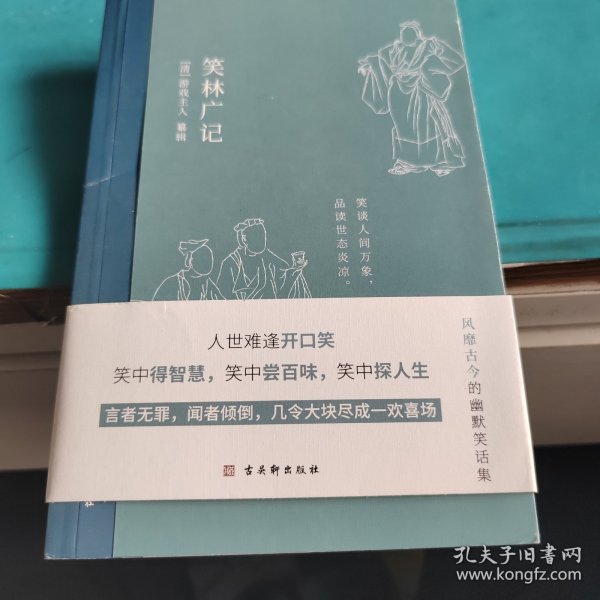 笑林广记
［清］游戏主人 纂辑
笑谈人间万象，
品读世态炎凉。
人世难逢开口笑
笑中得智慧，笑中尝百味，笑中探人生
言者无罪，闻者倾倒，几令大块尽成一欢喜场
古吴轩出版社
风靡古今的幽默笑话集
孔夫子旧书网
www.kongfz.com